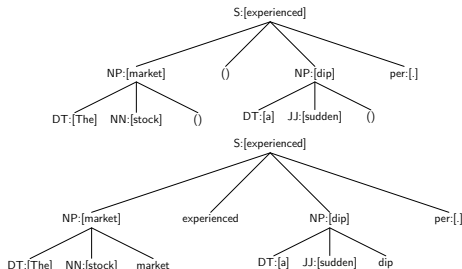 S:[experienced]
NP:[market] () NP:[dip] per:[.]
DT:[The] NN:[stock] () DT:[a] JJ:[sudden] ()
S:[experienced]
NP:[market] experienced NP:[dip] per:[.]
DT:[The] NN:[stock] market DT:[a] JJ:[sudden] dip